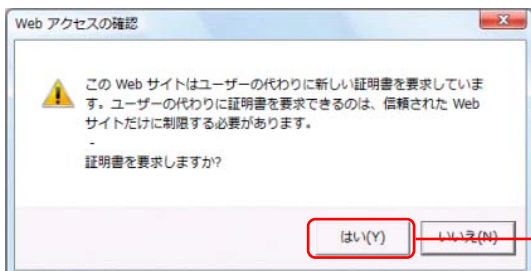 Web アクセスの確認
この Web サイトはユーザーの代わりに新しい証明書を要求していま
す。ユーザーの代わりに証明書を要求できるのは、信頼された Web
サイトだけに制限する必要があります。
-
証明書を要求しますか?
はい(Y)
いいえ(N)